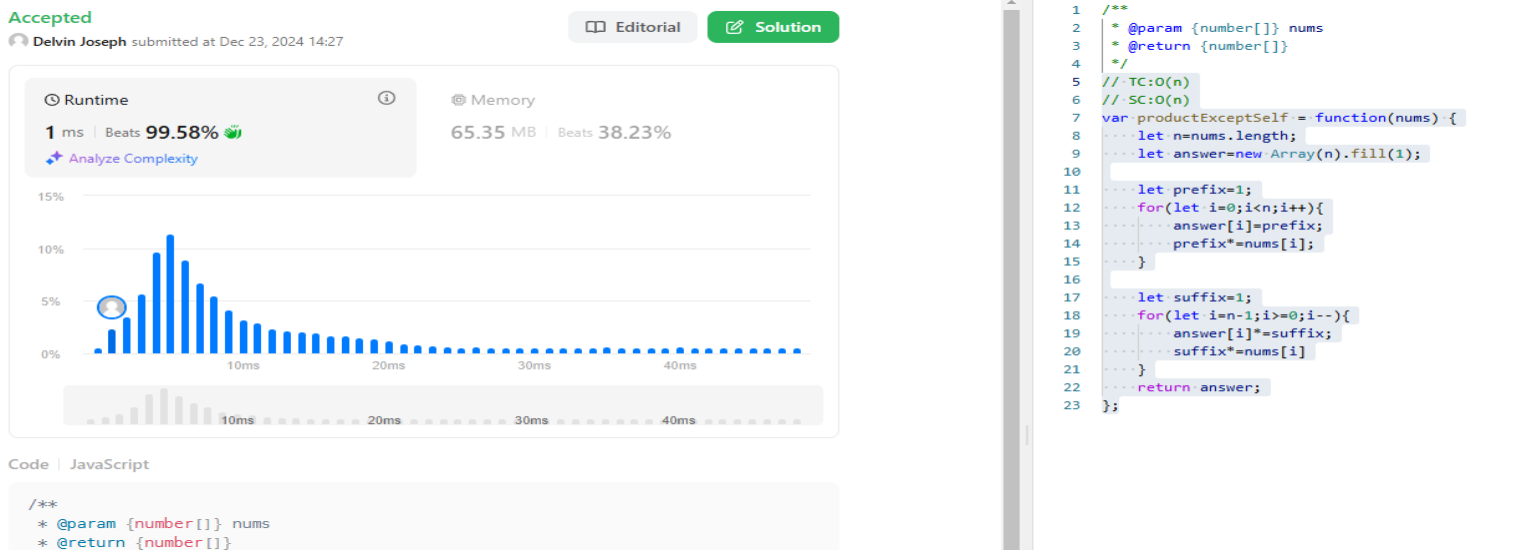 Accepted
Delvin Joseph submitted at Dec 23, 2024 14:27
Editorial
Solution
Runtime
1 ms | Beats 99.58%
Analyze Complexity
Memory
65.35 MB | Beats 38.23%
15%
10%
5%
0%
10ms 20ms 30ms 40ms
10ms 20ms 30ms 40ms
Code | JavaScript
/**
 * @param {number[]} nums
 * @return {number[]}
1 /**
2  * @param {number[]} nums
3  * @return {number[]}
4  */
5 // TC:O(n)
6 // SC:O(n)
7 var productExceptSelf = function(nums) {
8     let n=nums.length;
9     let answer=new Array(n).fill(1);
10
11     let prefix=1;
12     for(let i=0;i<n;i++){
13         answer[i]=prefix;
14         prefix*=nums[i];
15     }
16
17     let suffix=1;
18     for(let i=n-1;i>=0;i--){
19         answer[i]*=suffix;
20         suffix*=nums[i]
21     }
22     return answer;
23 };